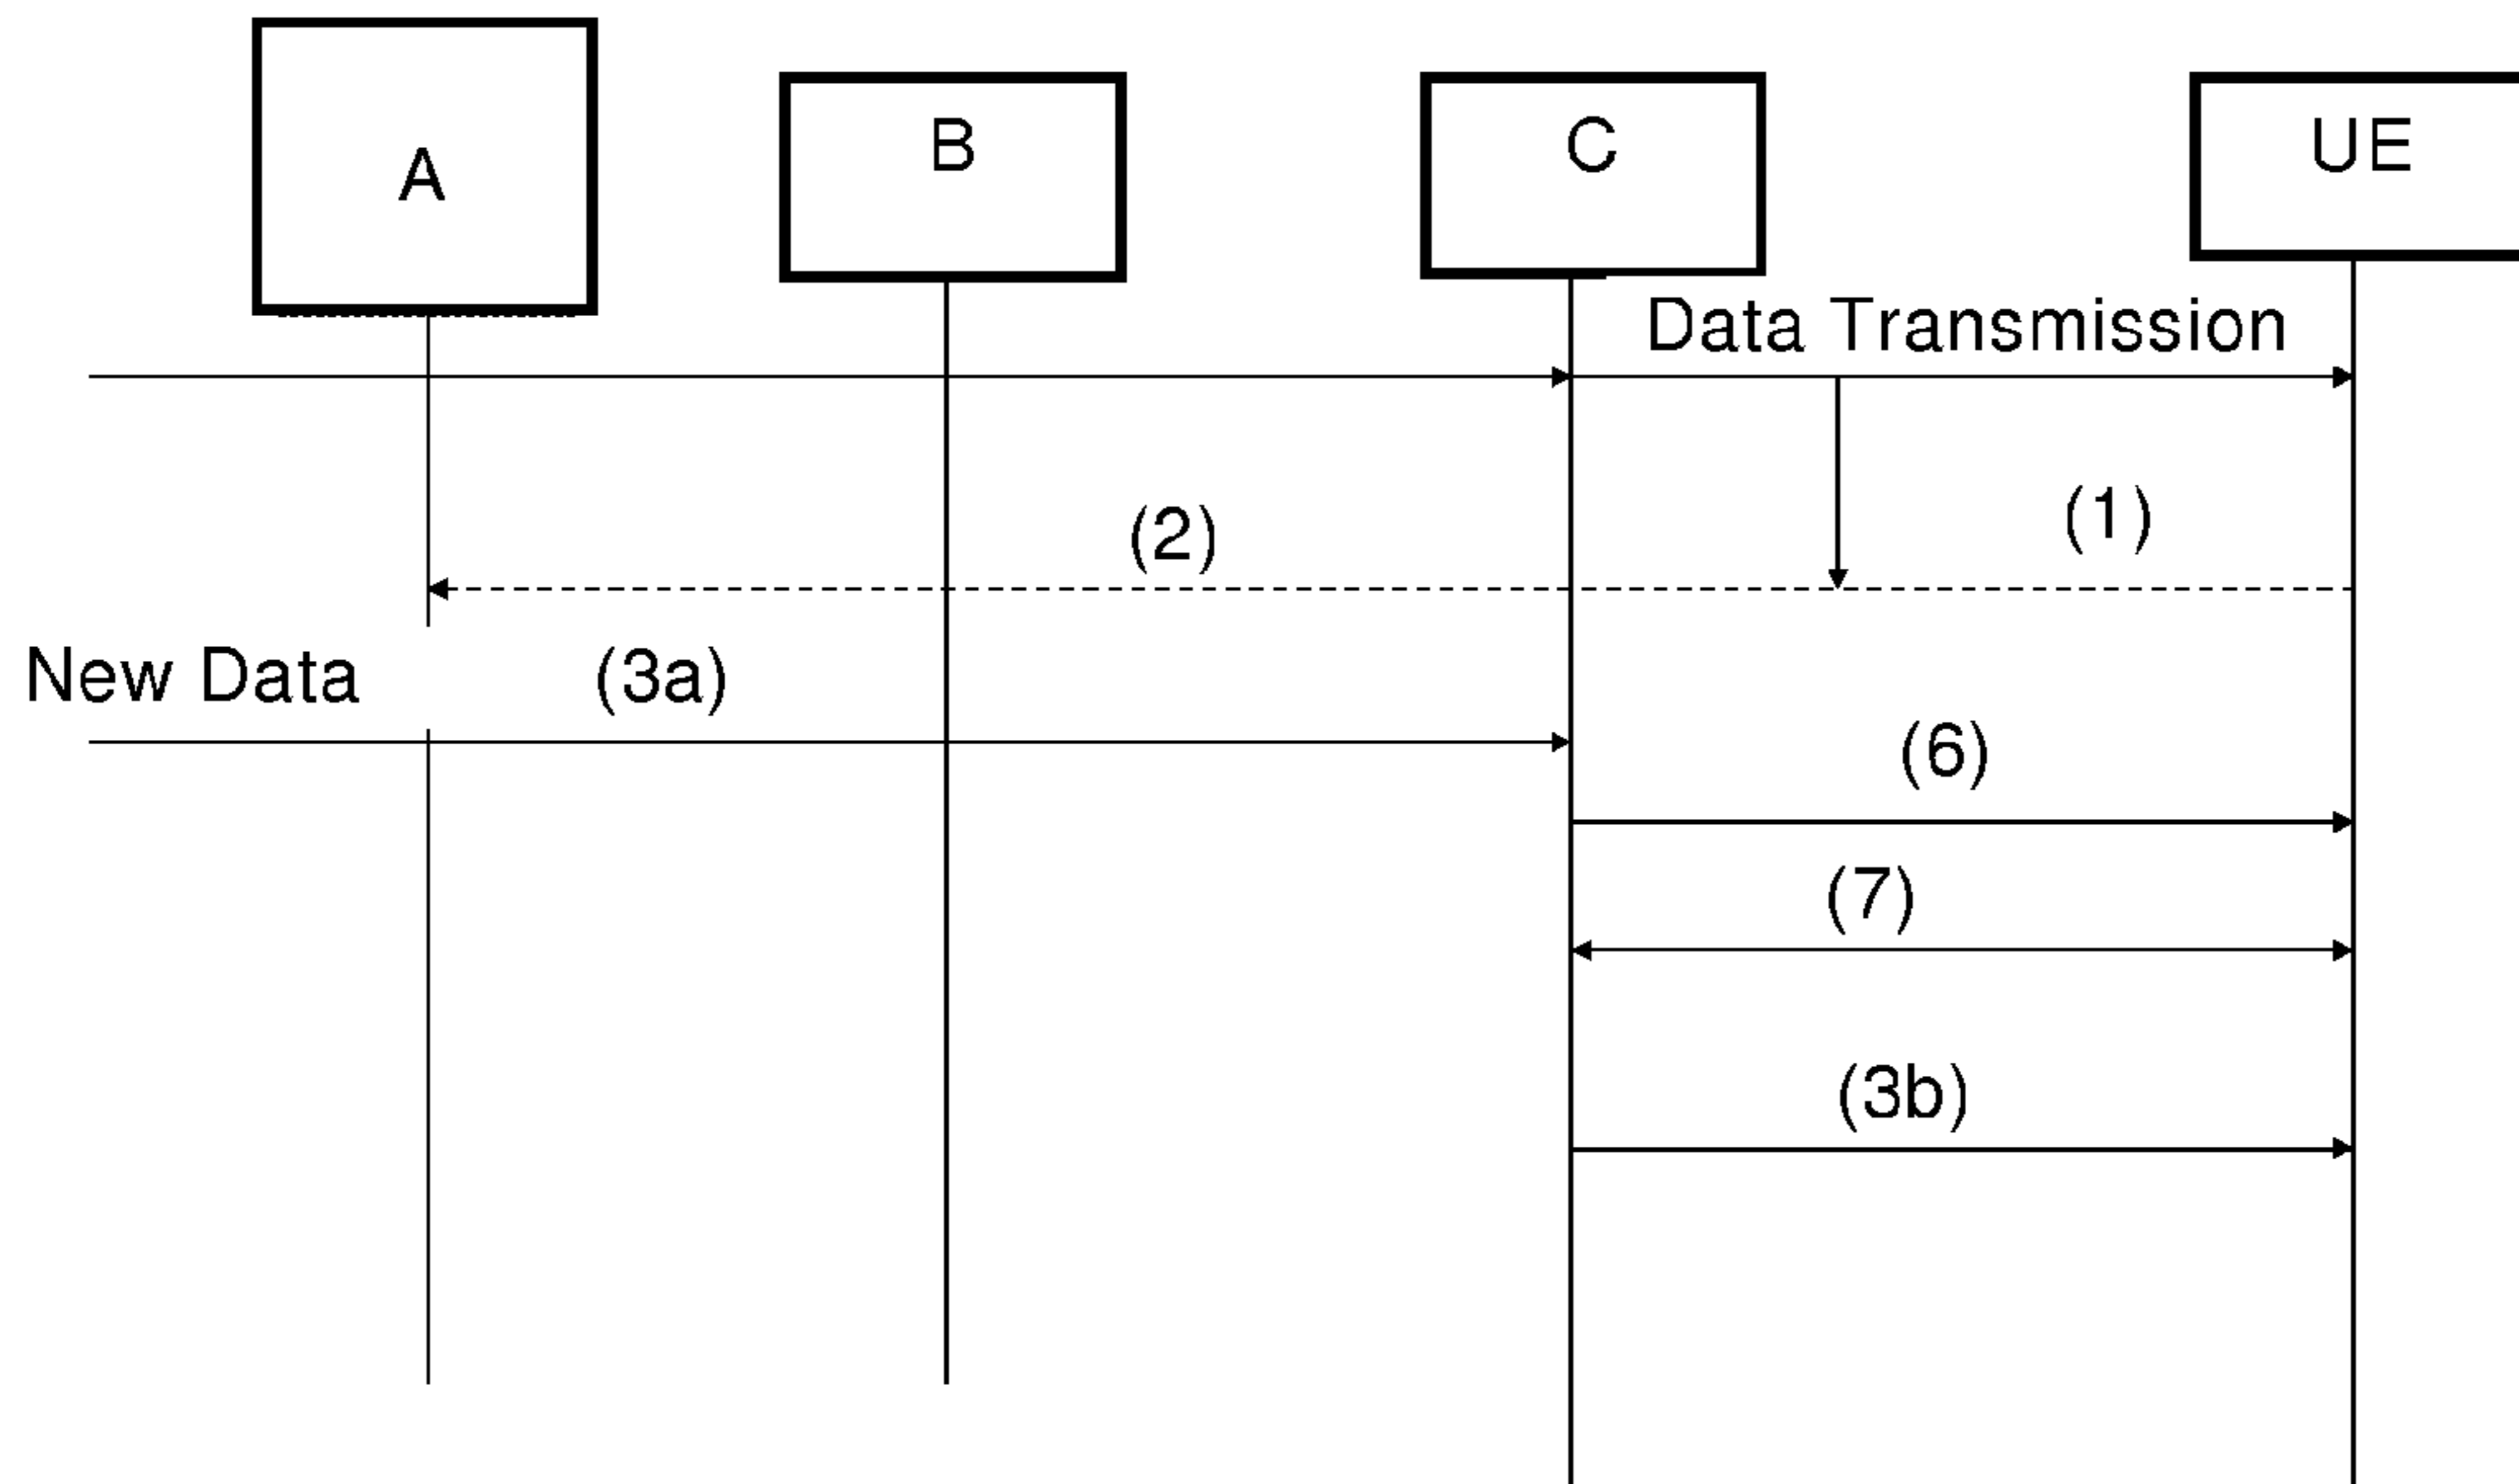 A
B
C
UE
Data Transmission
(1)
(2)
New Data
(3a)
(6)
(7)
(3b)